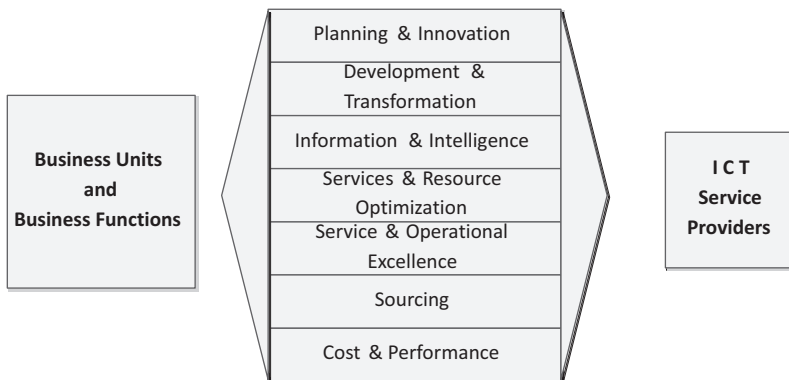 Business Units
and
Business Functions
Planning & Innovation
Development &
Transformation
Information & Intelligence
Services & Resource
Optimization
Service & Operational
Excellence
Sourcing
Cost & Performance
I C T
Service
Providers